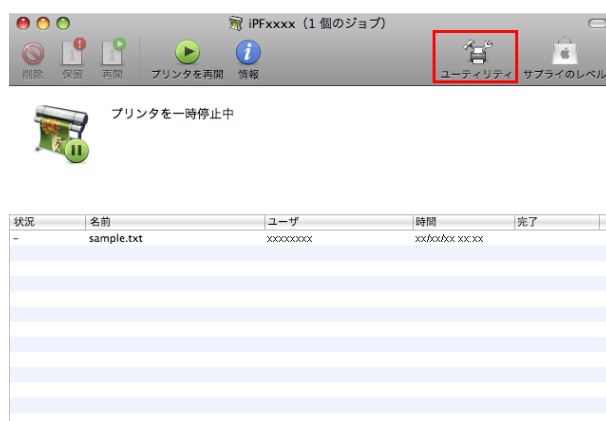 iPFxxxx（1 個のジョブ）
削除 保留 再開 プリンタを再開 情報 ユーティリティ サプライのレベル
プリンタを一時停止中
状況 名前 ユーザ 時間 完了
– sample.txt xxxxxxxx xx/xx/xx xx:xx